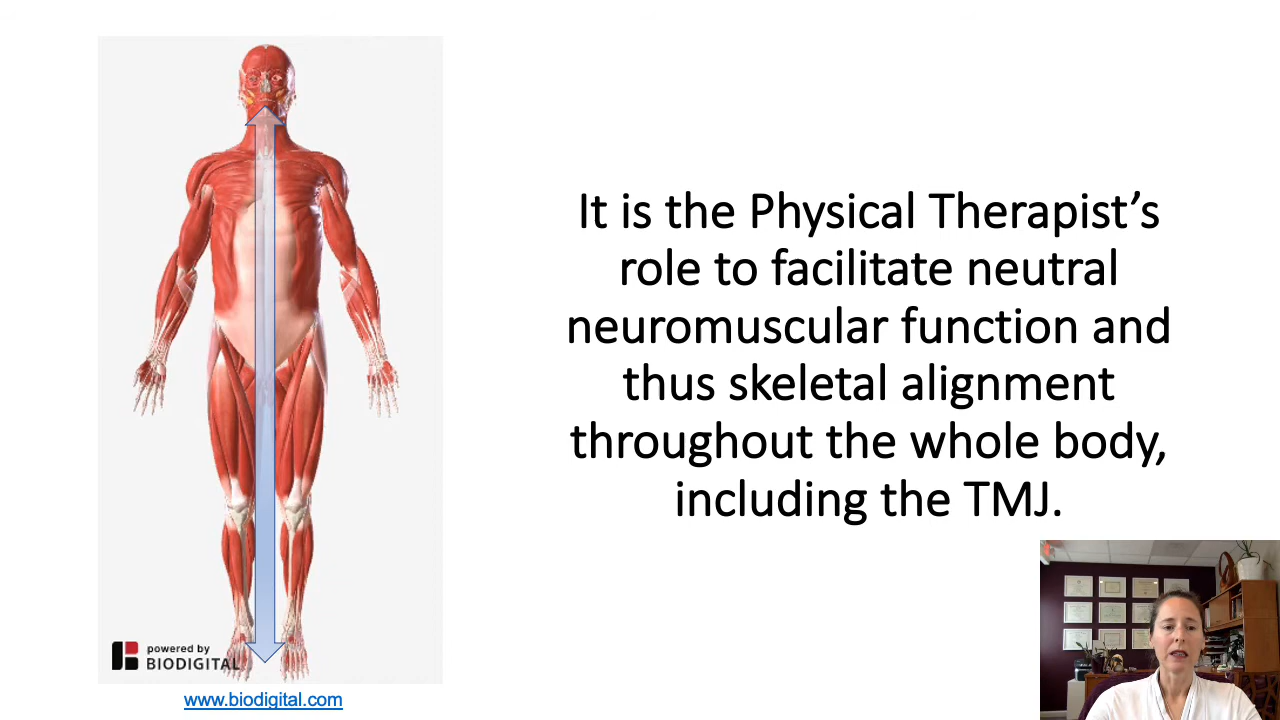 It is the Physical Therapist’s
role to facilitate neutral
neuromuscular function and
thus skeletal alignment
throughout the whole body,
including the TMJ.
powered by
BIODIGITAL
www.biodigital.com